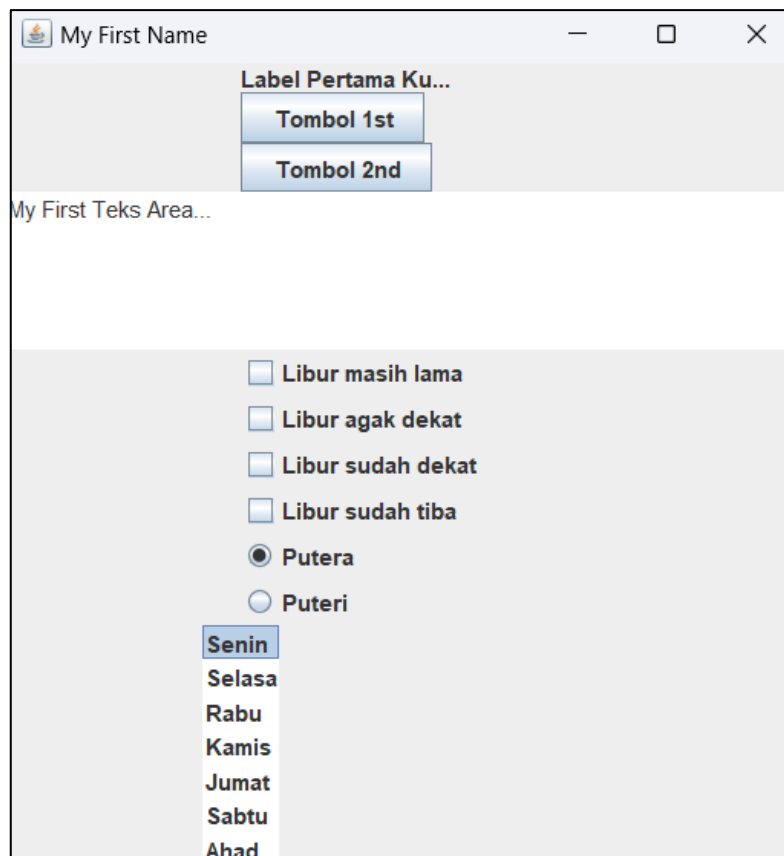 My First Name
Label Pertama Ku...
Tombol 1st
Tombol 2nd
My First Teks Area...
Libur masih lama
Libur agak dekat
Libur sudah dekat
Libur sudah tiba
Putera
Puteri
Senin
Selasa
Rabu
Kamis
Jumat
Sabtu
Ahad